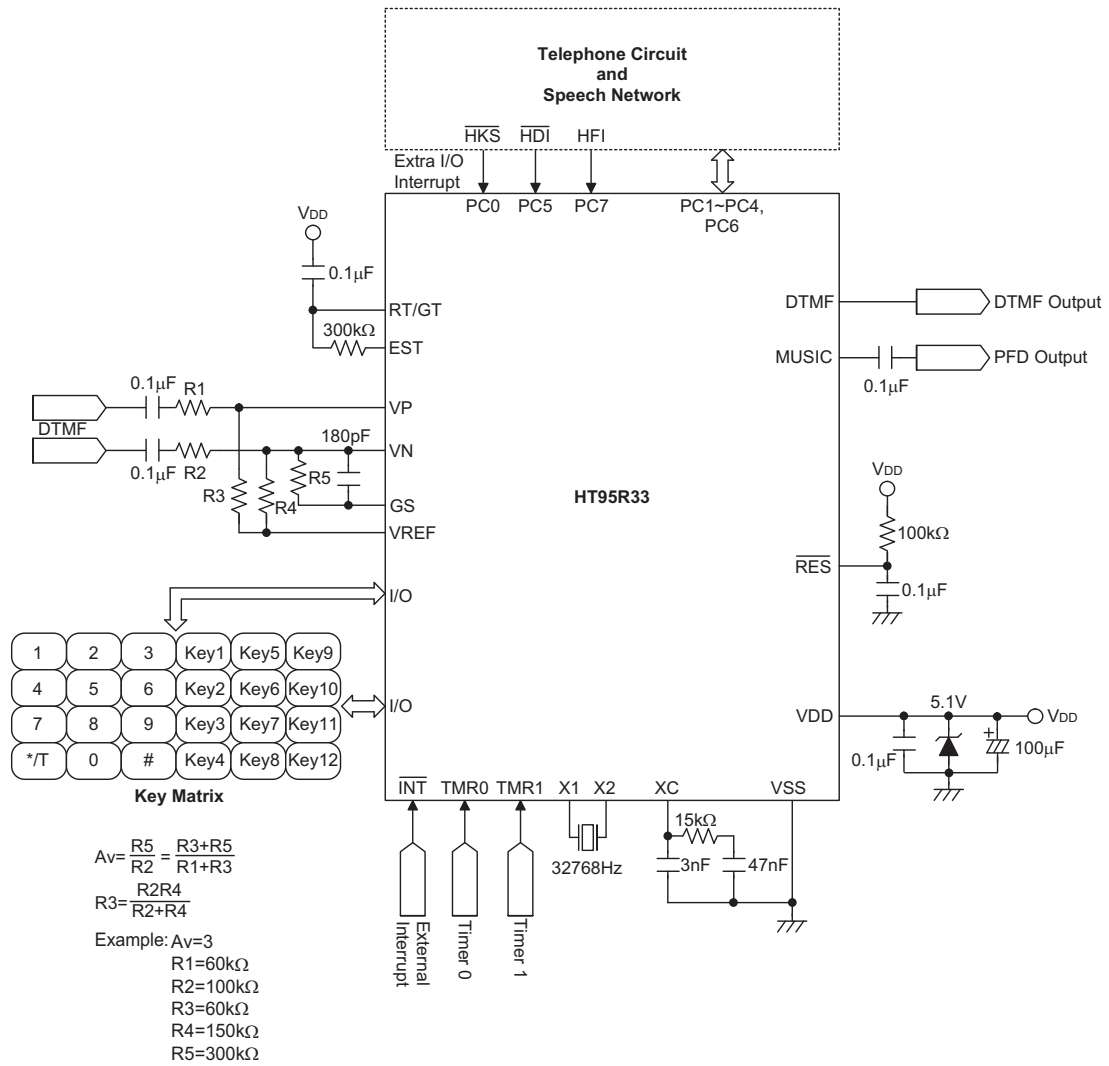 Telephone Circuit
and
Speech Network
HKS HDI HFI
Extra I/O
Interrupt
PC0 PC5 PC7 PC1~PC4,
PC6
VDD
0.1μF
RT/GT
300kΩ
EST
DTMF
DTMF Output
MUSIC
PFD Output
0.1μF
0.1μF R1
VP
DTMF
180pF
VN
0.1μF R2
R3
R4
R5
GS
VREF
HT95R33
VDD
100kΩ
RES
0.1μF
I/O
1 2 3 Key1 Key5 Key9
4 5 6 Key2 Key6 Key10
7 8 9 Key3 Key7 Key11
*/T 0 # Key4 Key8 Key12
Key Matrix
I/O
VDD
5.1V
VDD
0.1μF
+
100μF
INT TMR0 TMR1 X1 X2 XC VSS
32768Hz
15kΩ
3nF
47nF
External
Interrupt
Timer 0
Timer 1
Av=R5/R2=R3+R5/R1+R3
R3=R2R4/R2+R4
Example: Av=3
R1=60kΩ
R2=100kΩ
R3=60kΩ
R4=150kΩ
R5=300kΩ